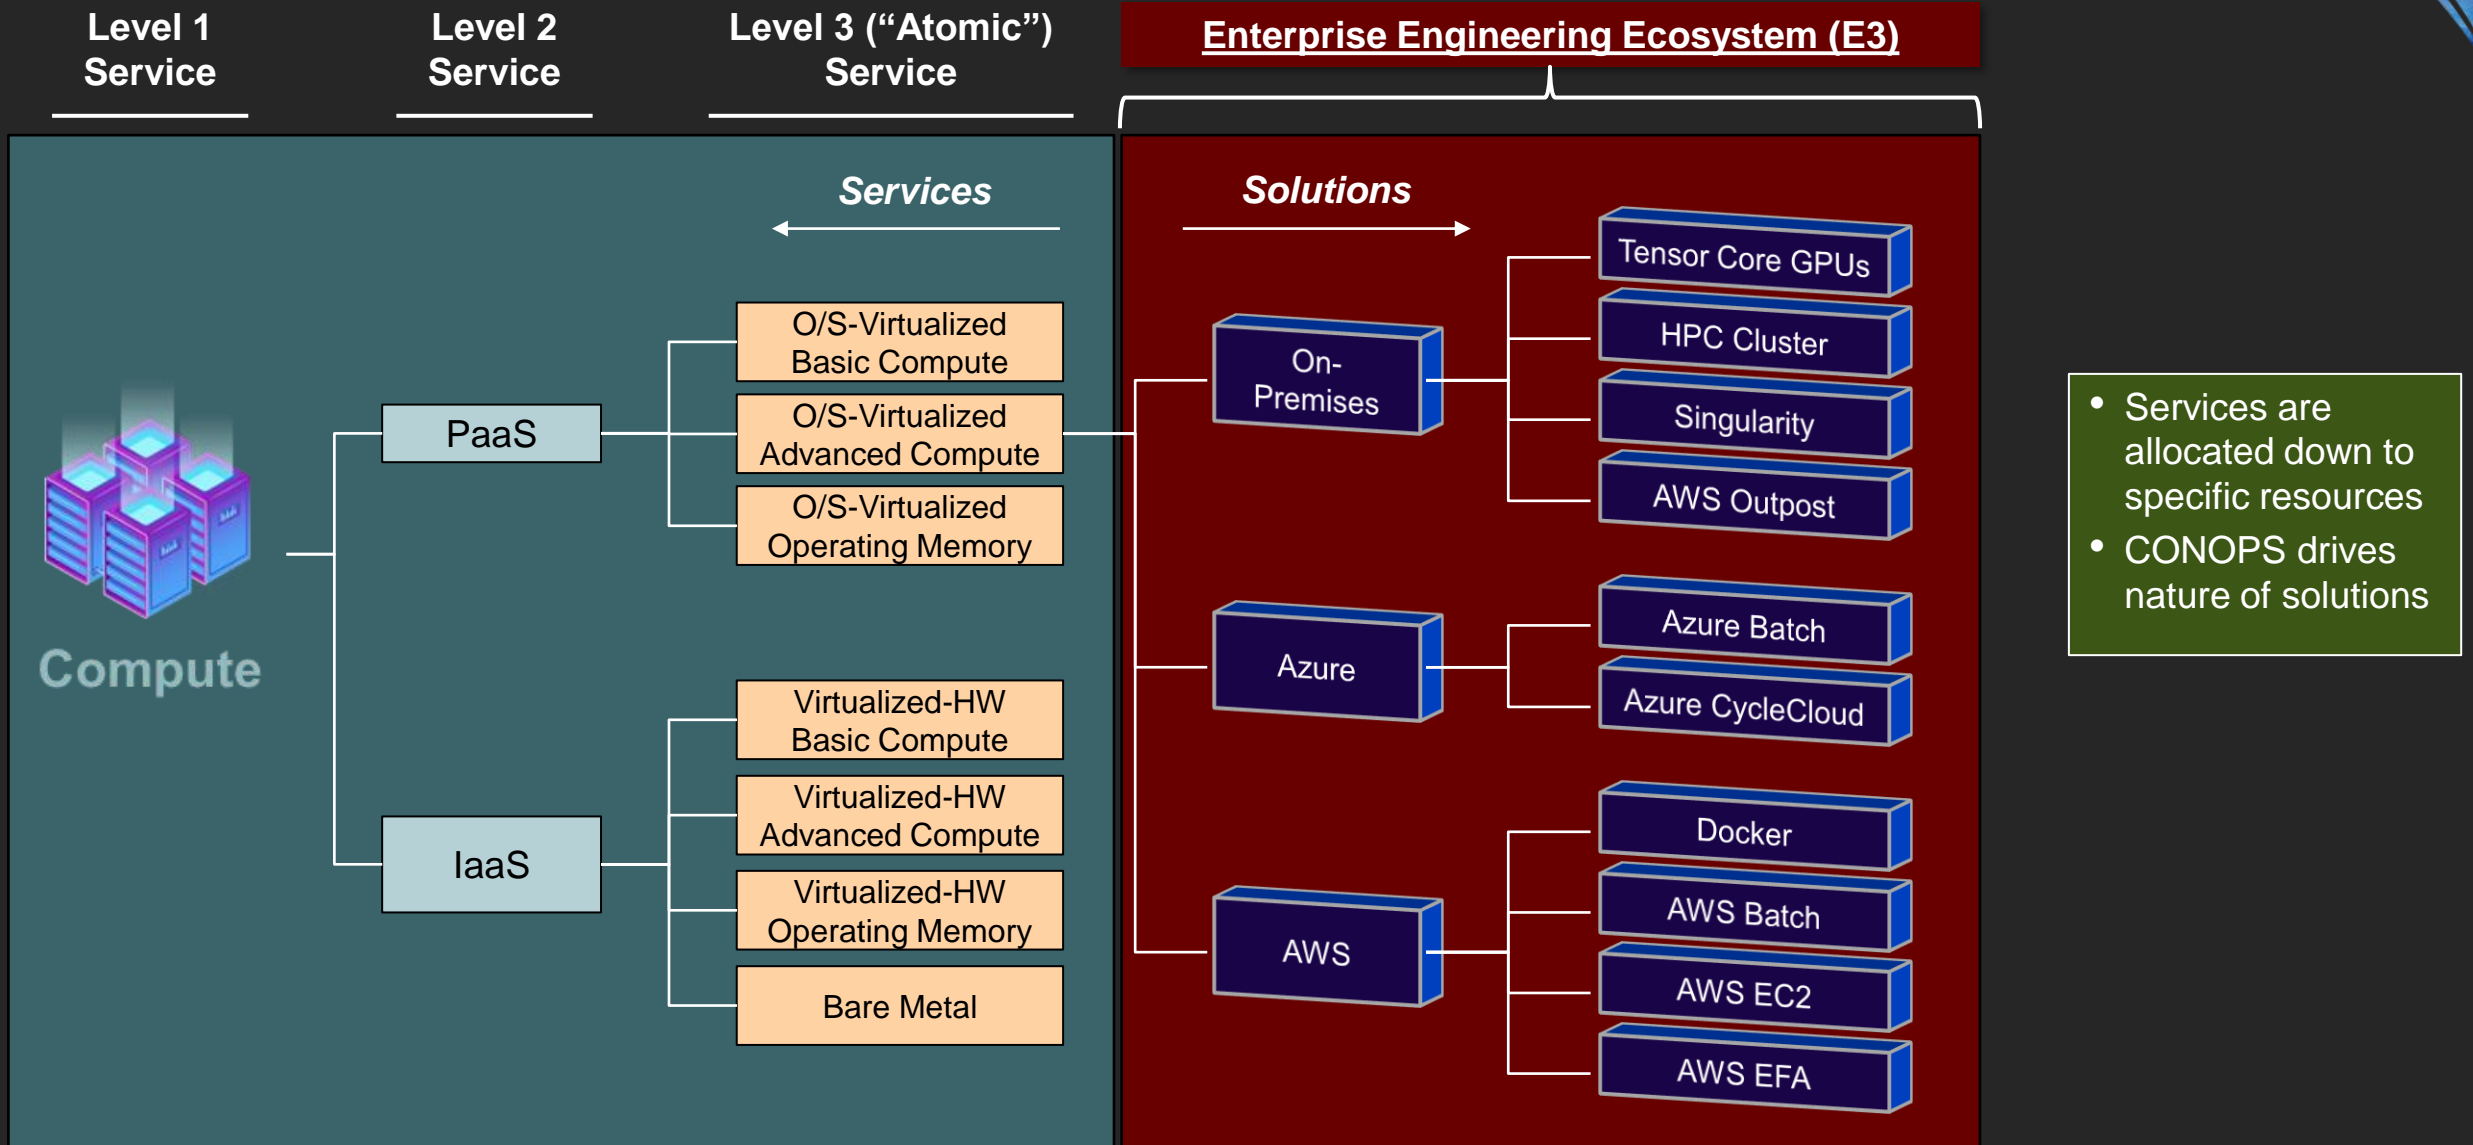 Level 1
Service
Level 2
Service
Level 3 (“Atomic”)
Service
Enterprise Engineering Ecosystem (E3)
Services
Solutions
Compute
PaaS
IaaS
O/S-Virtualized
Basic Compute
O/S-Virtualized
Advanced Compute
O/S-Virtualized
Operating Memory
Virtualized-HW
Basic Compute
Virtualized-HW
Advanced Compute
Virtualized-HW
Operating Memory
Bare Metal
On-
Premises
Tensor Core GPUs
HPC Cluster
Singularity
AWS Outpost
Azure
Azure Batch
Azure CycleCloud
AWS
Docker
AWS Batch
AWS EC2
AWS EFA
• Services are
allocated down to
specific resources
• CONOPS drives
nature of solutions